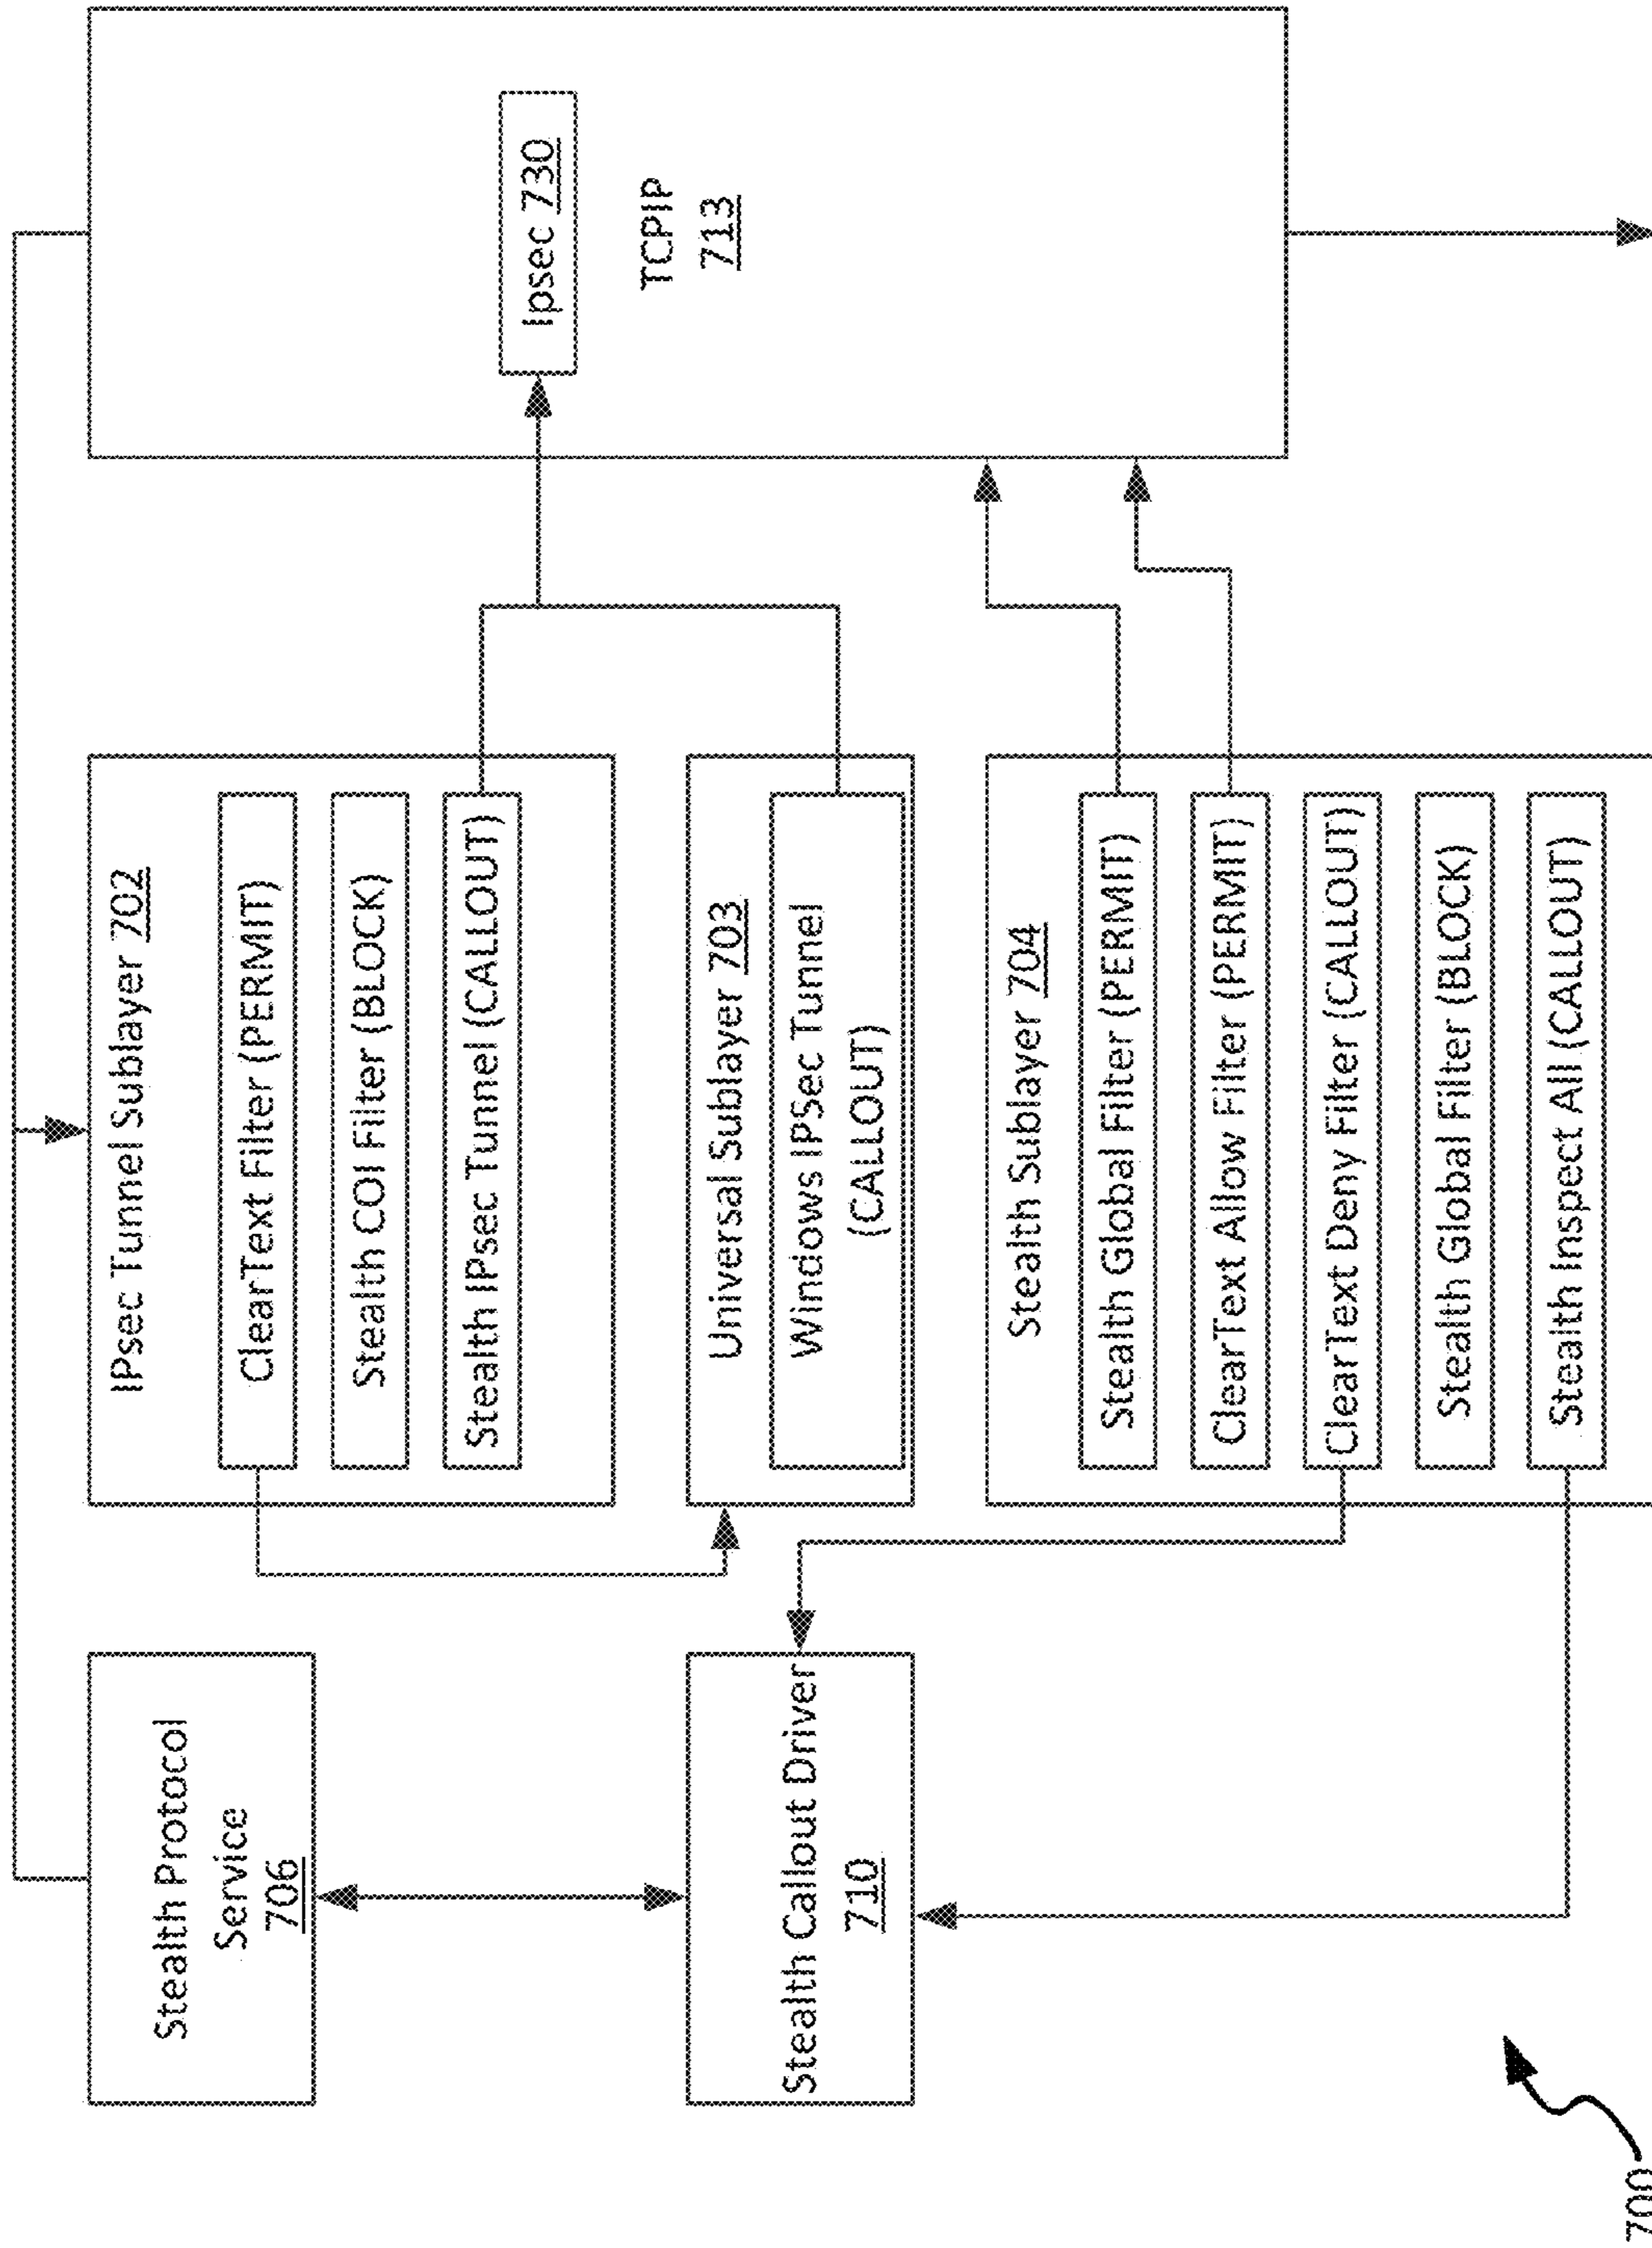 Stealth Protocol
Service
706
Stealth Callout Driver
710
IPsec Tunnel Sublayer 702
ClearText Filter (PERMIT)
Stealth COI Filter (BLOCK)
Stealth IPsec Tunnel (CALLOUT)
Universal Sublayer 703
Windows IPSec Tunnel
(CALLOUT)
Stealth Sublayer 704
Stealth Global Filter (PERMIT)
ClearText Allow Filter (PERMIT)
ClearText Deny Filter (CALLOUT)
Stealth Global Filter (BLOCK)
Stealth Inspect All (CALLOUT)
Ipsec 730
TCPIP
713
700